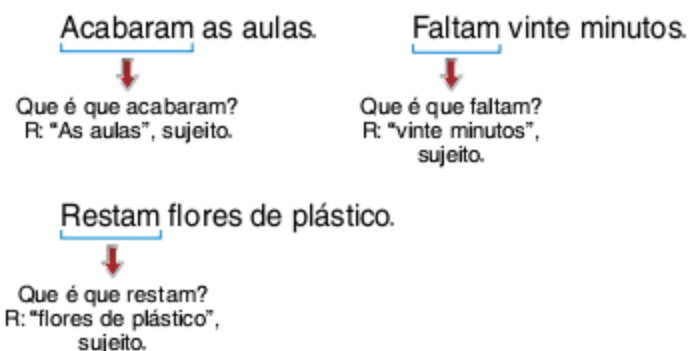 Acabaram as aulas.
Que é que acabaram?
R: “As aulas”, sujeito.
Faltam vinte minutos.
Que é que faltam?
R: “vinte minutos”,
sujeito.
Restam flores de plástico.
Que é que restam?
R: “flores de plástico”,
sujeito.